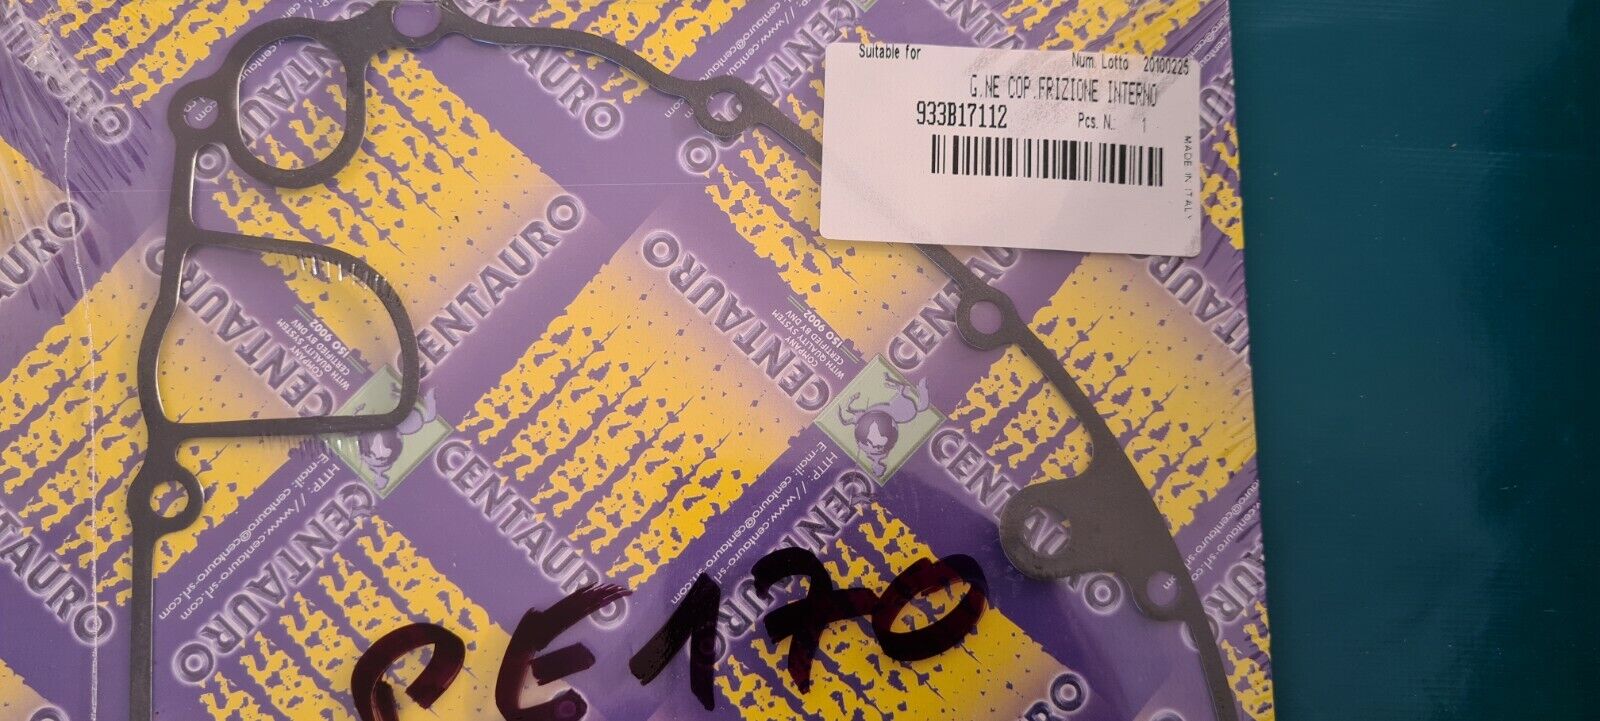 Suitable for
Num. Lotto 20100225
G.NE COP.FRIZIONE INTERNO
933B17112
Pcs. N.: 1
MADE IN ITALY
CENTAURO
CENTAURO
CENTAURO
CENTAURO
COMPANY SYSTEM
WITH QUALITY SYSTEM
CERTIFIED BY DNV
ISO 9002
HTTP: //www.centauro-srl.com
E-mail: centauro@centauro-srl.com
PE170